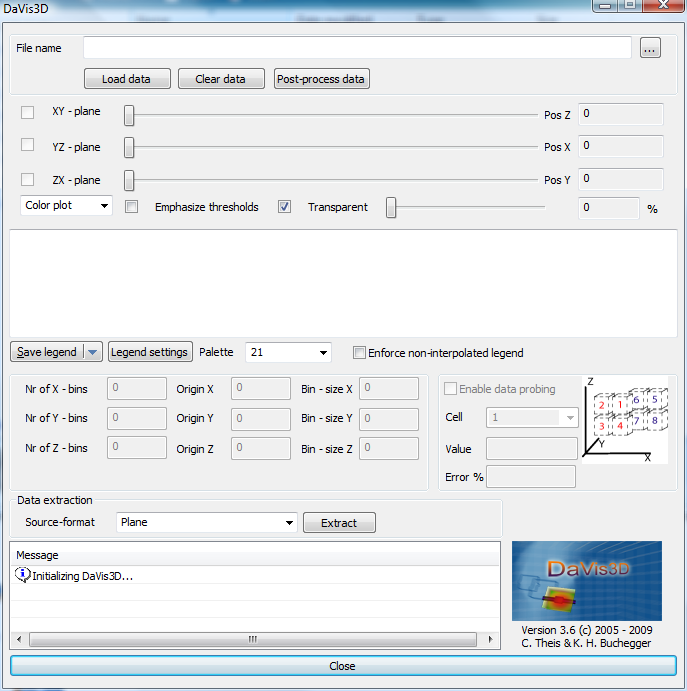 DaVis3D
File name
...
Load data Clear data Post-process data
XY - plane Pos Z 0
YZ - plane Pos X 0
ZX - plane Pos Y 0
Color plot Emphasize thresholds Transparent 0 %
Save legend Legend settings Palette 21 Enforce non-interpolated legend
Nr of X - bins 0 Origin X 0 Bin - size X 0
Nr of Y - bins 0 Origin Y 0 Bin - size Y 0
Nr of Z - bins 0 Origin Z 0 Bin - size Z 0
Enable data probing
Cell 1
Value
Error %
Z
2 1 6 5
3 4 7 8
Y
X
Data extraction
Source-format Plane Extract
Message
Initializing DaVis3D...
DaVis3D
Version 3.6 (c) 2005 - 2009
C. Theis & K. H. Buchegger
Close